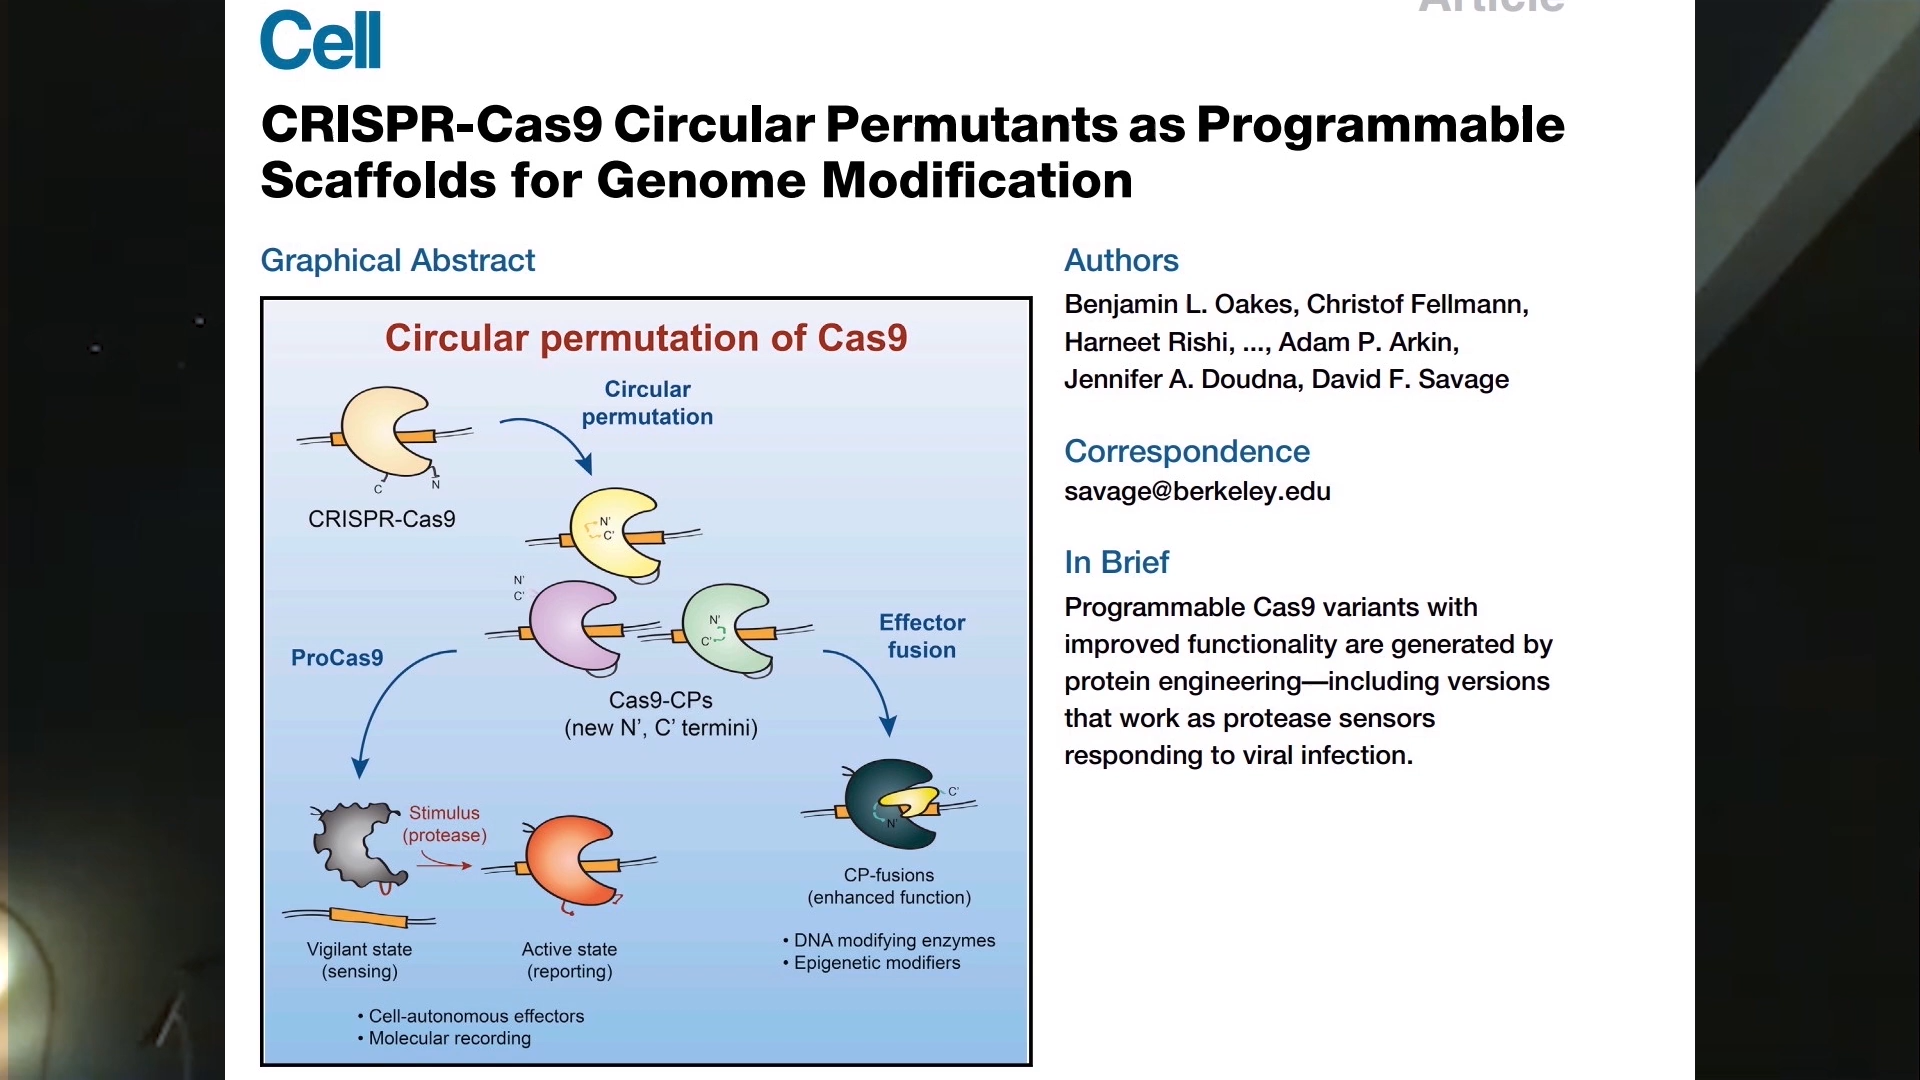 Article
Cell
CRISPR-Cas9 Circular Permutants as Programmable
Scaffolds for Genome Modification
Graphical Abstract
Circular permutation of Cas9
Circular
permutation
C
N
CRISPR-Cas9
N'
C'
N'
C'
N'
C'
ProCas9
Effector
fusion
Cas9-CPs
(new N’, C’ termini)
Stimulus
(protease)
C'
N'
CP-fusions
(enhanced function)
• DNA modifying enzymes
• Epigenetic modifiers
Vigilant state
(sensing)
Active state
(reporting)
• Cell-autonomous effectors
• Molecular recording
Authors
Benjamin L. Oakes, Christof Fellmann,
Harneet Rishi, ..., Adam P. Arkin,
Jennifer A. Doudna, David F. Savage
Correspondence
savage@berkeley.edu
In Brief
Programmable Cas9 variants with
improved functionality are generated by
protein engineering—including versions
that work as protease sensors
responding to viral infection.